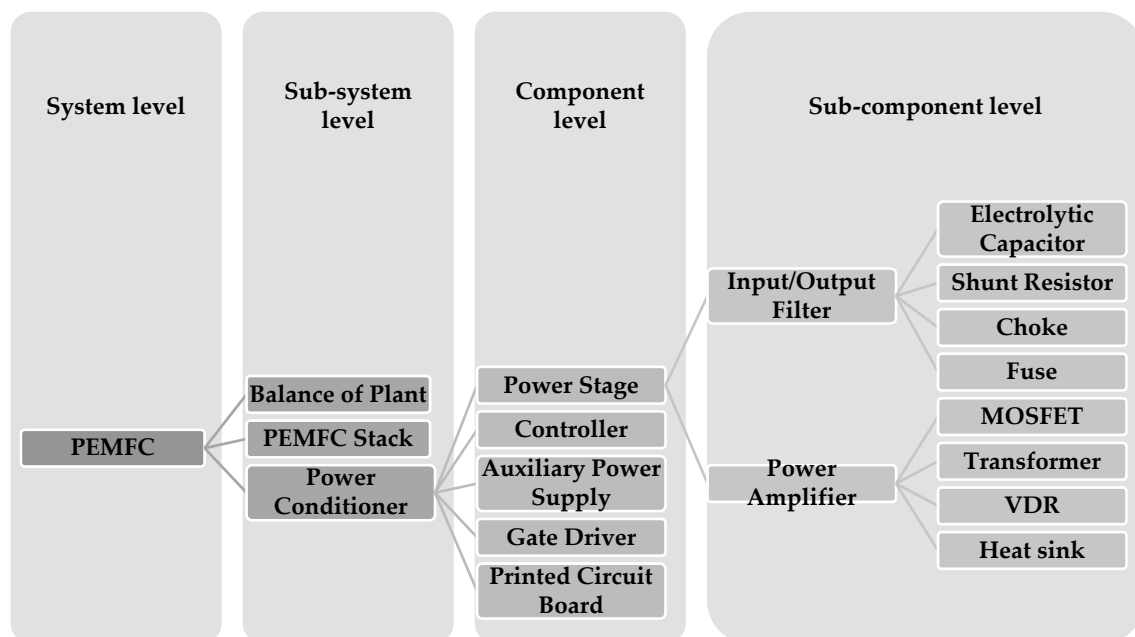 System level
Sub-system
level
Component
level
Sub-component level
PEMFC
Balance of Plant
PEMFC Stack
Power
Conditioner
Power Stage
Controller
Auxiliary Power
Supply
Gate Driver
Printed Circuit
Board
Input/Output
Filter
Power
Amplifier
Electrolytic
Capacitor
Shunt Resistor
Choke
Fuse
MOSFET
Transformer
VDR
Heat sink